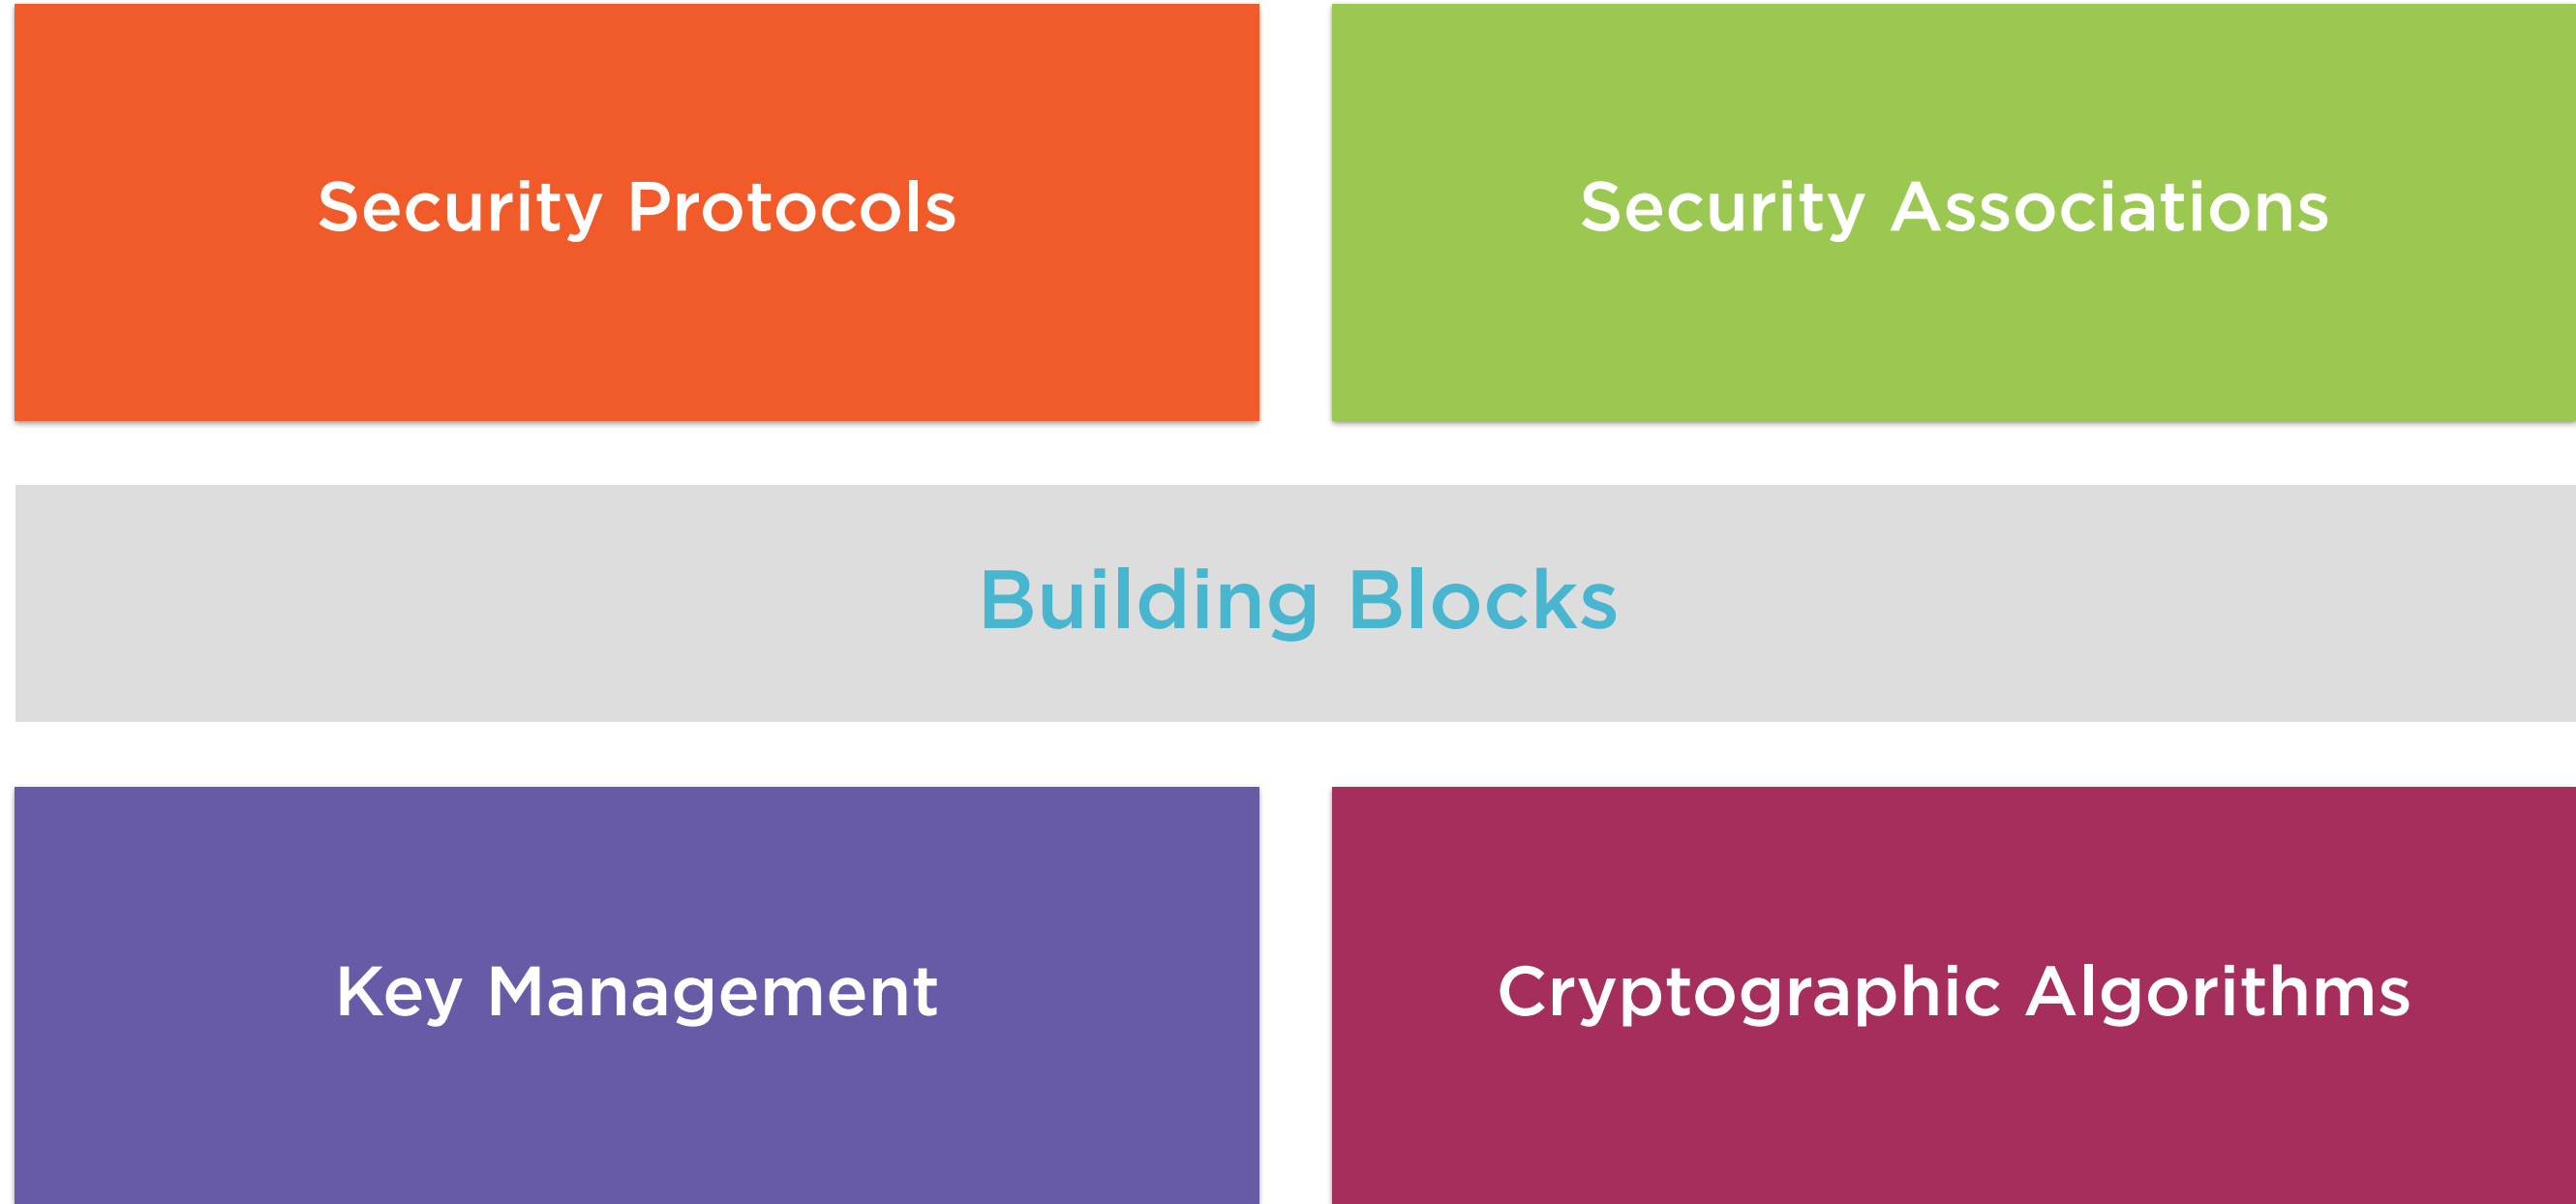 Security Protocols
Security Associations
Building Blocks
Key Management
Cryptographic Algorithms